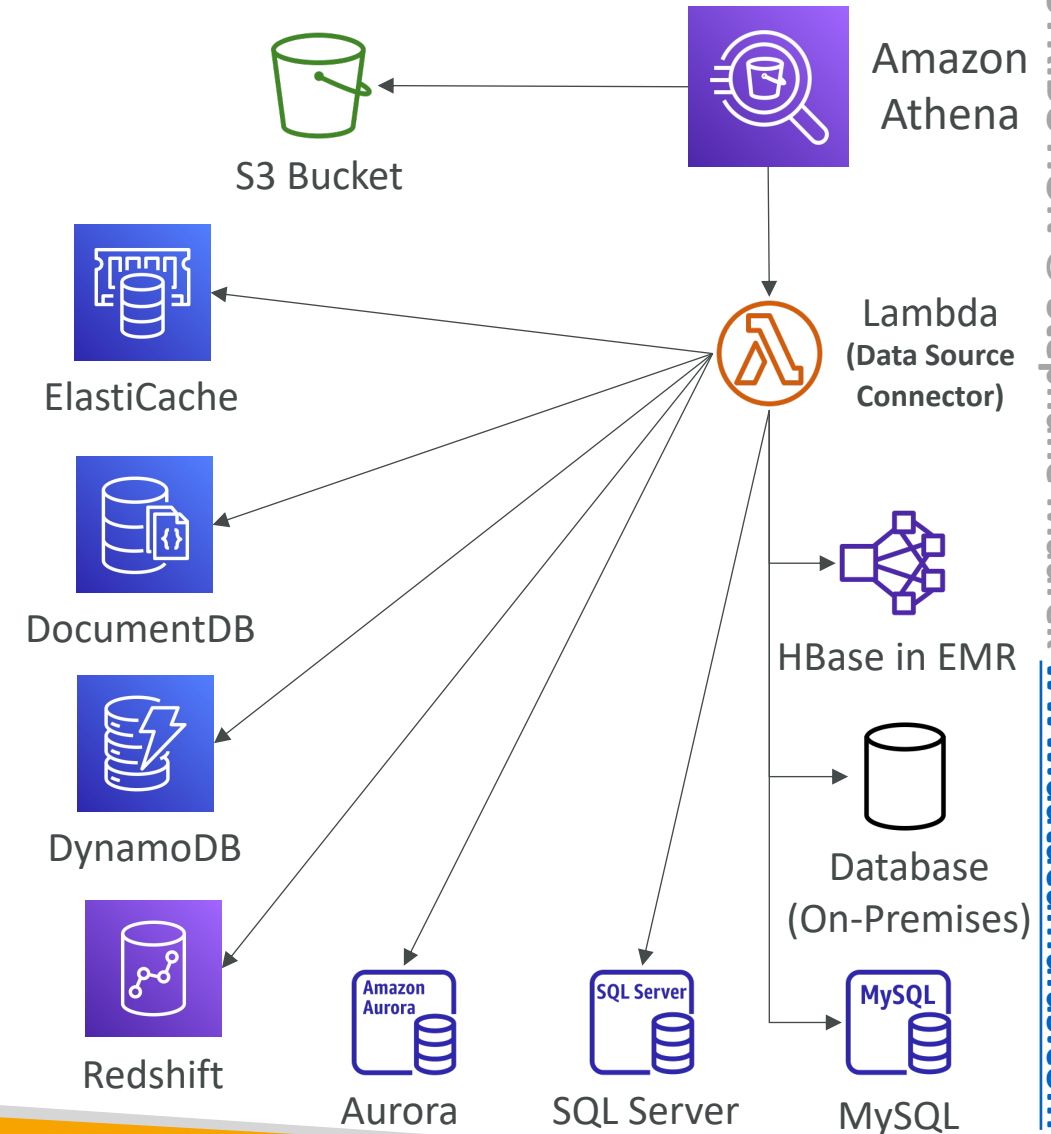 Amazon
Athena
S3 Bucket
Lambda
(Data Source
Connector)
ElastiCache
DocumentDB
HBase in EMR
DynamoDB
Database
(On-Premises)
Redshift
Amazon
Aurora
Aurora
SQL Server
SQL Server
MySQL
MySQL